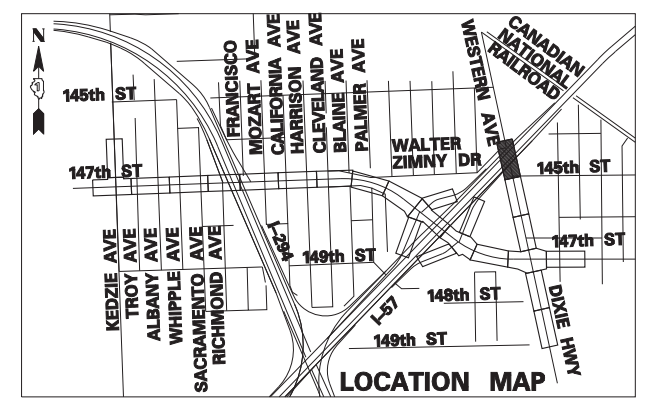 N
CANADIAN
NATIONAL
RAILROAD
WESTERN AVE
FRANCISCO
MOZART AVE
CALIFORNIA AVE
HARRISON AVE
CLEVELAND AVE
BLAINE AVE
PALMER AVE
145th ST
WALTER
ZIMNY DR
147th ST
145th ST
KEDZIE AVE
TROY AVE
ALBANY AVE
WHIPPLE AVE
SACRAMENTO AVE
RICHMOND AVE
I-294
149th ST
147th ST
I-57
148th ST
149th ST
DIXIE HWY
LOCATION MAP